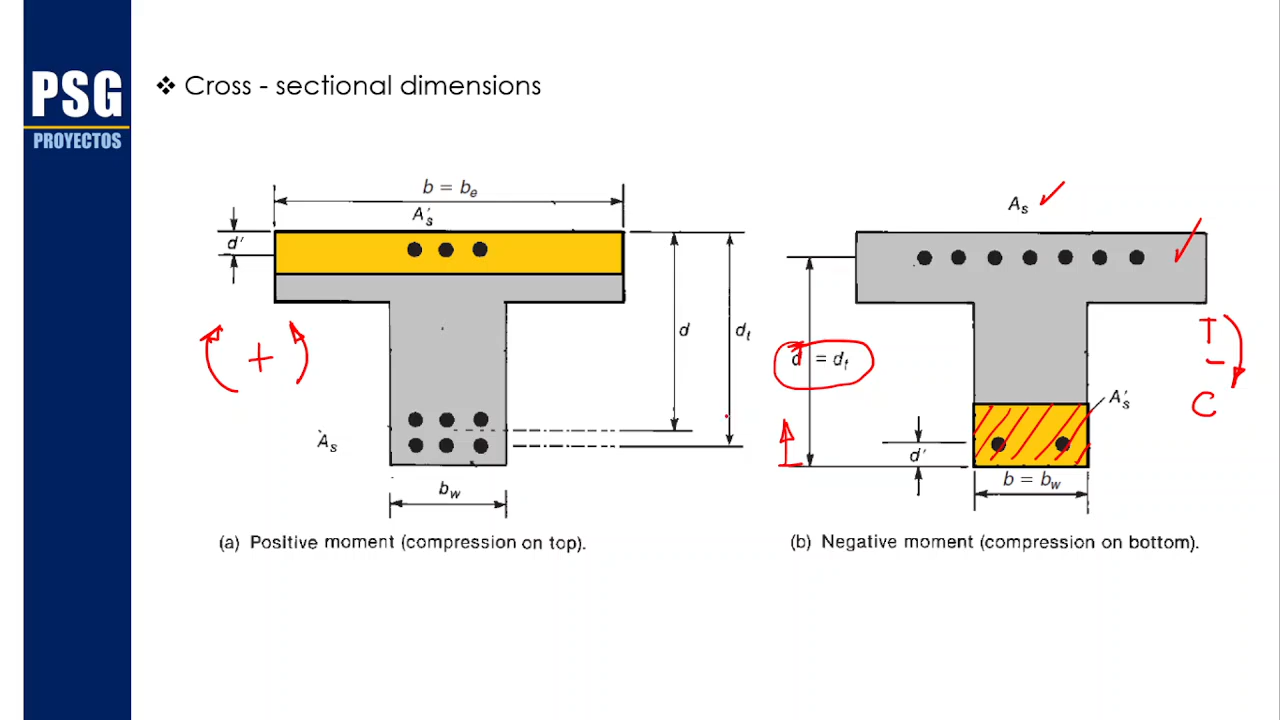 PSG
PROYECTOS
❖ Cross - sectional dimensions
b = bₑ
A's
d'
+
d
dₜ
As
bw
(a) Positive moment (compression on top).
As
d = dₜ
T
-
C
A's
d'
b = bw
(b) Negative moment (compression on bottom).